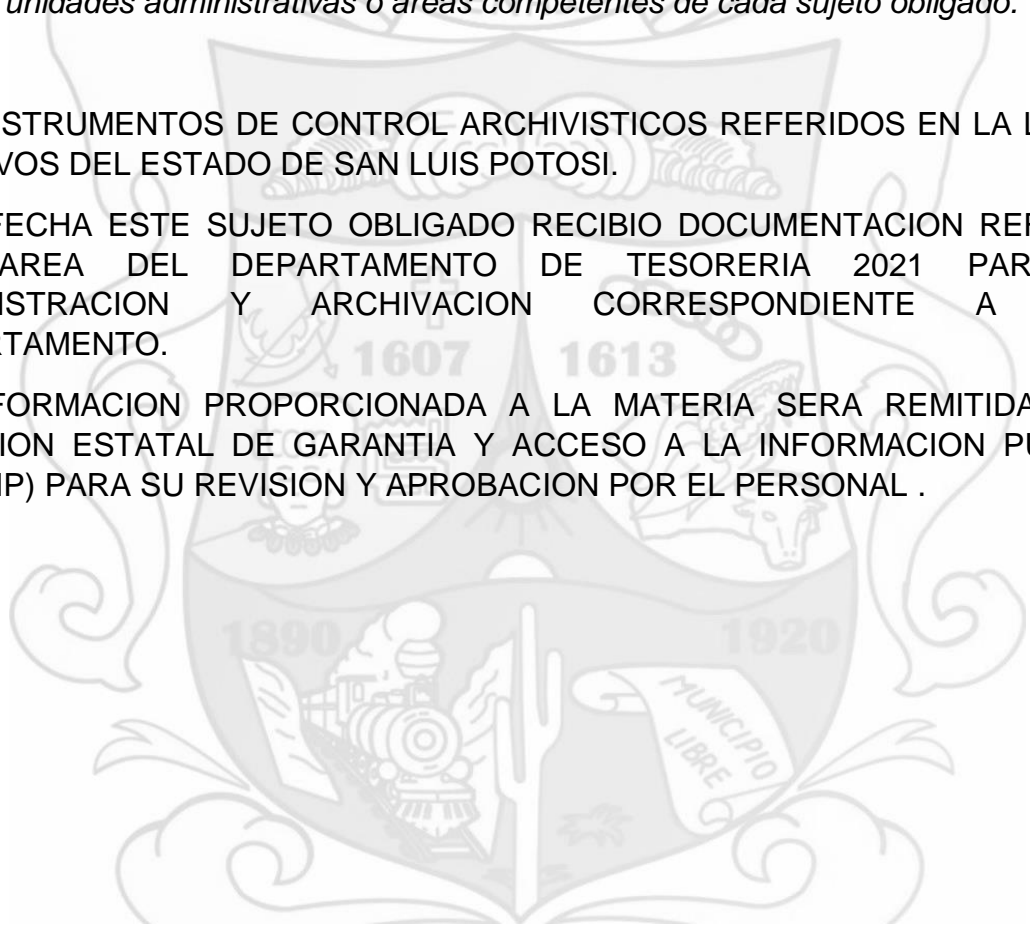 unidades administrativas o áreas competentes de cada sujeto obligado.
STRUMENTOS DE CONTROL ARCHIVISTICOS REFERIDOS EN LA L
VOS DEL ESTADO DE SAN LUIS POTOSI.
FECHA ESTE SUJETO OBLIGADO RECIBIO DOCUMENTACION REF
AREA DEL DEPARTAMENTO DE TESORERIA 2021 PAR
ISTRACION Y ARCHIVACION CORRESPONDIENTE A
RTAMENTO.
FORMACION PROPORCIONADA A LA MATERIA SERA REMITIDA
ION ESTATAL DE GARANTIA Y ACCESO A LA INFORMACION PU
IP) PARA SU REVISION Y APROBACION POR EL PERSONAL .
1607 1613
1890 1920
MUNICIPIO
LIBRE